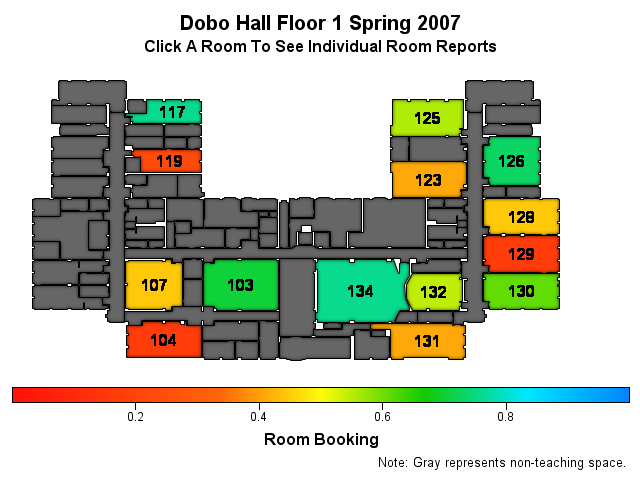 Dobo Hall Floor 1 Spring 2007
Click A Room To See Individual Room Reports
117
125
119
126
123
128
129
107
103
134
132
130
104
131
0.2 0.4 0.6 0.8
Room Booking
Note: Gray represents non-teaching space.